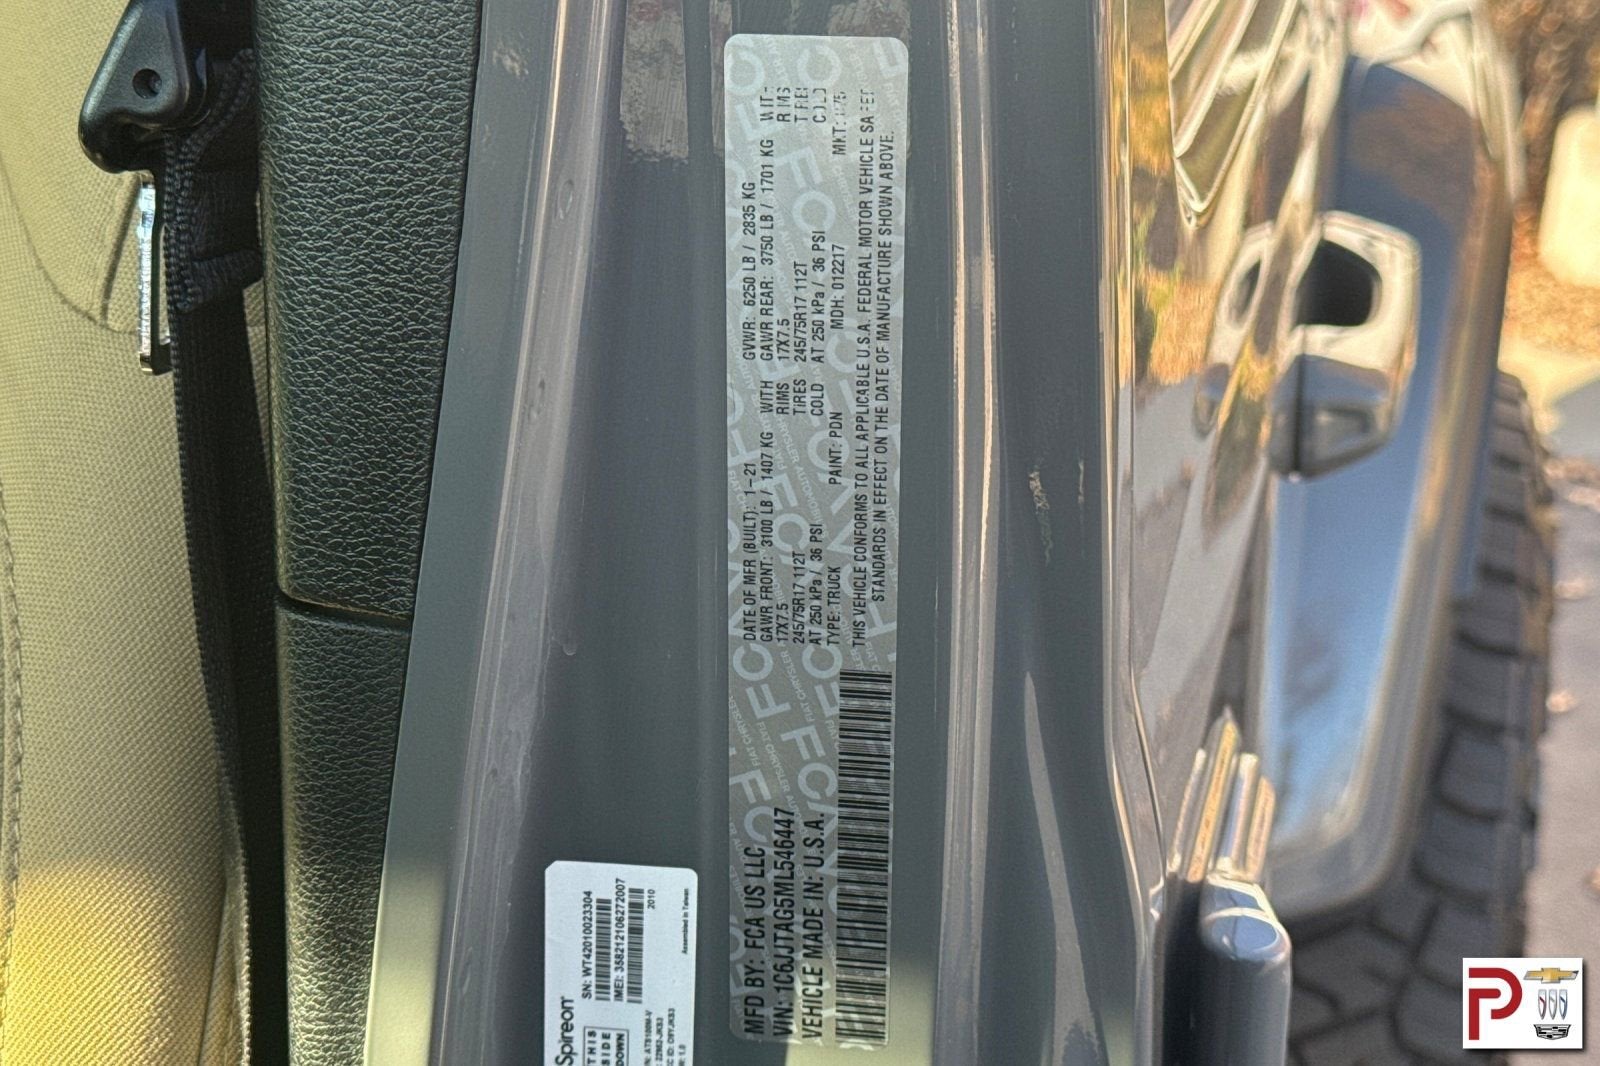 MFD BY: FCA US LLC
DATE OF MFR (BUILT): 1-21
GVWR: 6250 LB / 2835 KG
GAWR FRONT: 3100 LB / 1407 KG WITH
17X7.5 RIMS
245/75R17 112T TIRES
AT 250 kPa / 36 PSI COLD
GAWR REAR: 3750 LB / 1701 KG
17X7.5 RIMS
245/75R17 112T
AT 250 kPa / 36 PSI
VIN: 1C6JJTAG5ML546447
TYPE: TRUCK
PAINT: PDN
MDH: 012217
MKT:
VEHICLE MADE IN: U.S.A.
THIS VEHICLE CONFORMS TO ALL APPLICABLE U.S.A. FEDERAL MOTOR VEHICLE
STANDARDS IN EFFECT ON THE DATE OF MANUFACTURE SHOWN ABOVE.
FCA
FIAT CHRYSLER
Spireon
THIS
SIDE
DOWN
SN: WT42010023304
IMEI: 358212106272007
2010
Assembled in Taiwan
P